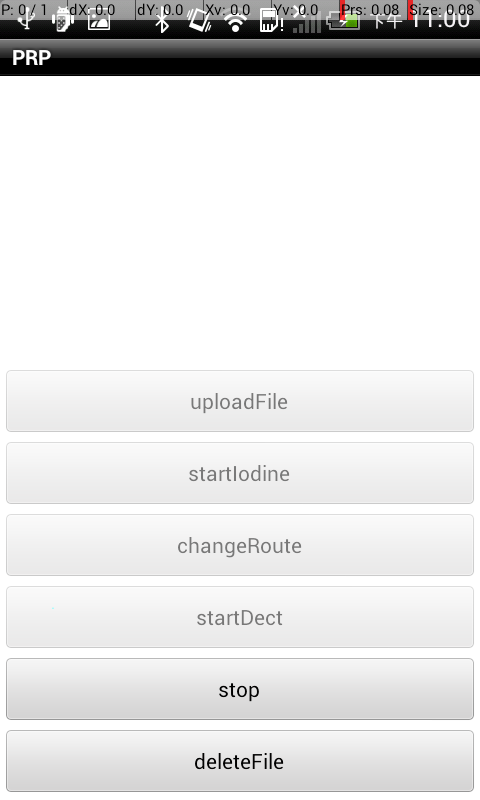 P: 0 / 1 dX: 0.0 dY: 0.0 Xv: 0.0 Yv: 0.0 Prs: 0.08 Size: 0.08
下午 11:00
PRP
uploadFile
startIodine
changeRoute
startDect
stop
deleteFile